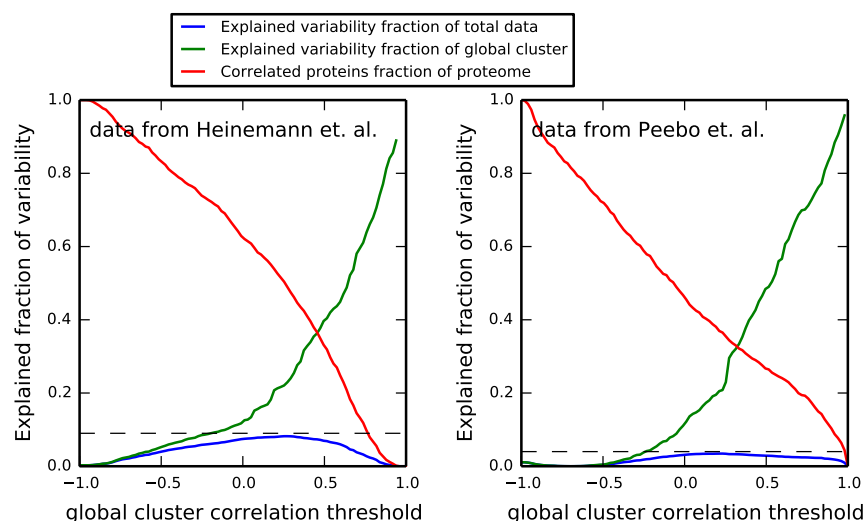 Explained variability fraction of total data
Explained variability fraction of global cluster
Correlated proteins fraction of proteome
data from Heinemann et. al.
Explained fraction of variability
1.0
0.8
0.6
0.4
0.2
0.0
−1.0 −0.5 0.0 0.5 1.0
global cluster correlation threshold
data from Peebo et. al.
Explained fraction of variability
1.0
0.8
0.6
0.4
0.2
0.0
−1.0 −0.5 0.0 0.5 1.0
global cluster correlation threshold